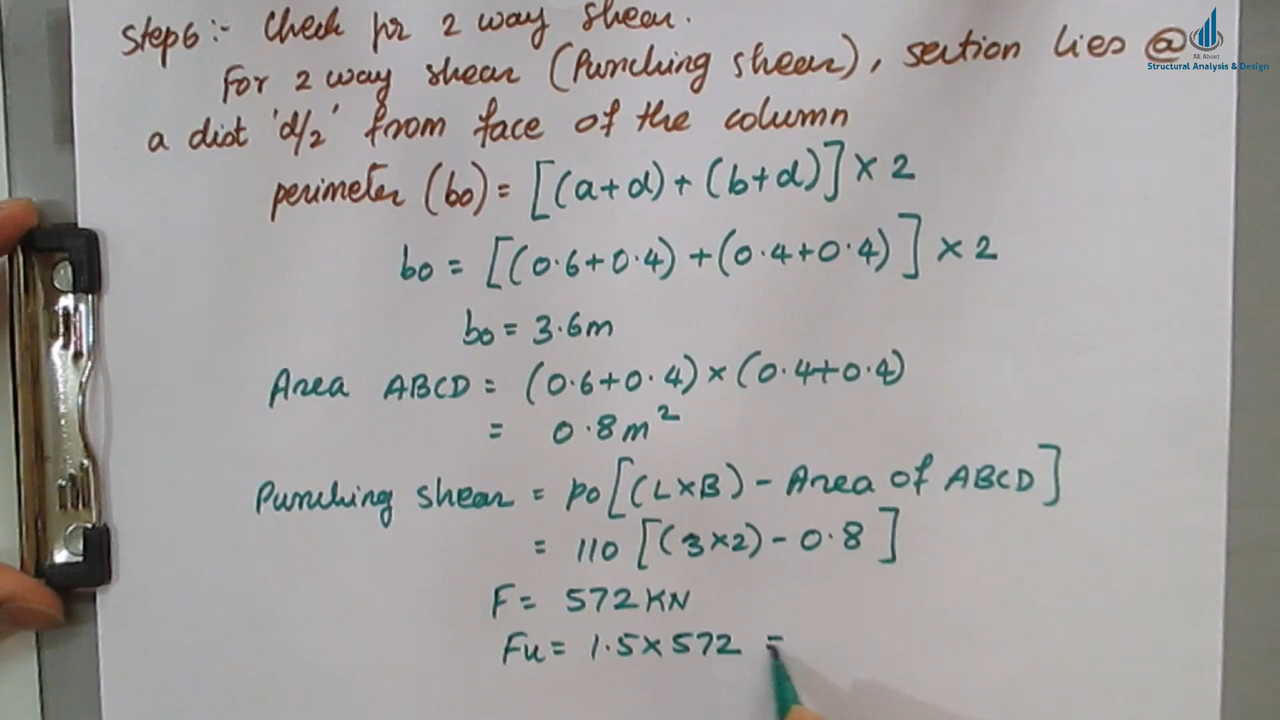 Step6:- Check for 2 way shear.
For 2 way shear (Punching shear), section lies @
a dist 'd/2' from face of the column
perimeter (bo) = [(a+d) + (b+d)] × 2
bo = [(0.6+0.4) + (0.4+0.4)] × 2
bo = 3.6m
Area ABCD = (0.6+0.4) × (0.4+0.4)
= 0.8m²
Punching shear = po [(L×B) - Area of ABCD]
= 110 [(3×2) - 0.8]
F = 572KN
Fu = 1.5×572 =
All About
Structural Analysis & Design